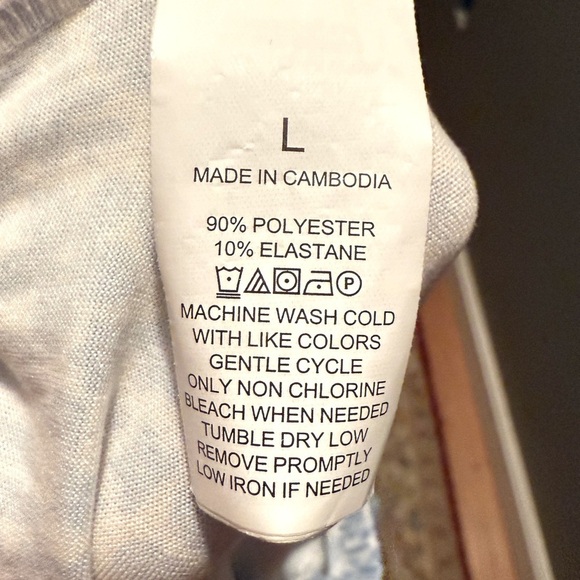 L
MADE IN CAMBODIA
90% POLYESTER
10% ELASTANE
P
MACHINE WASH COLD
WITH LIKE COLORS
GENTLE CYCLE
ONLY NON CHLORINE
BLEACH WHEN NEEDED
TUMBLE DRY LOW
REMOVE PROMPTLY
LOW IRON IF NEEDED